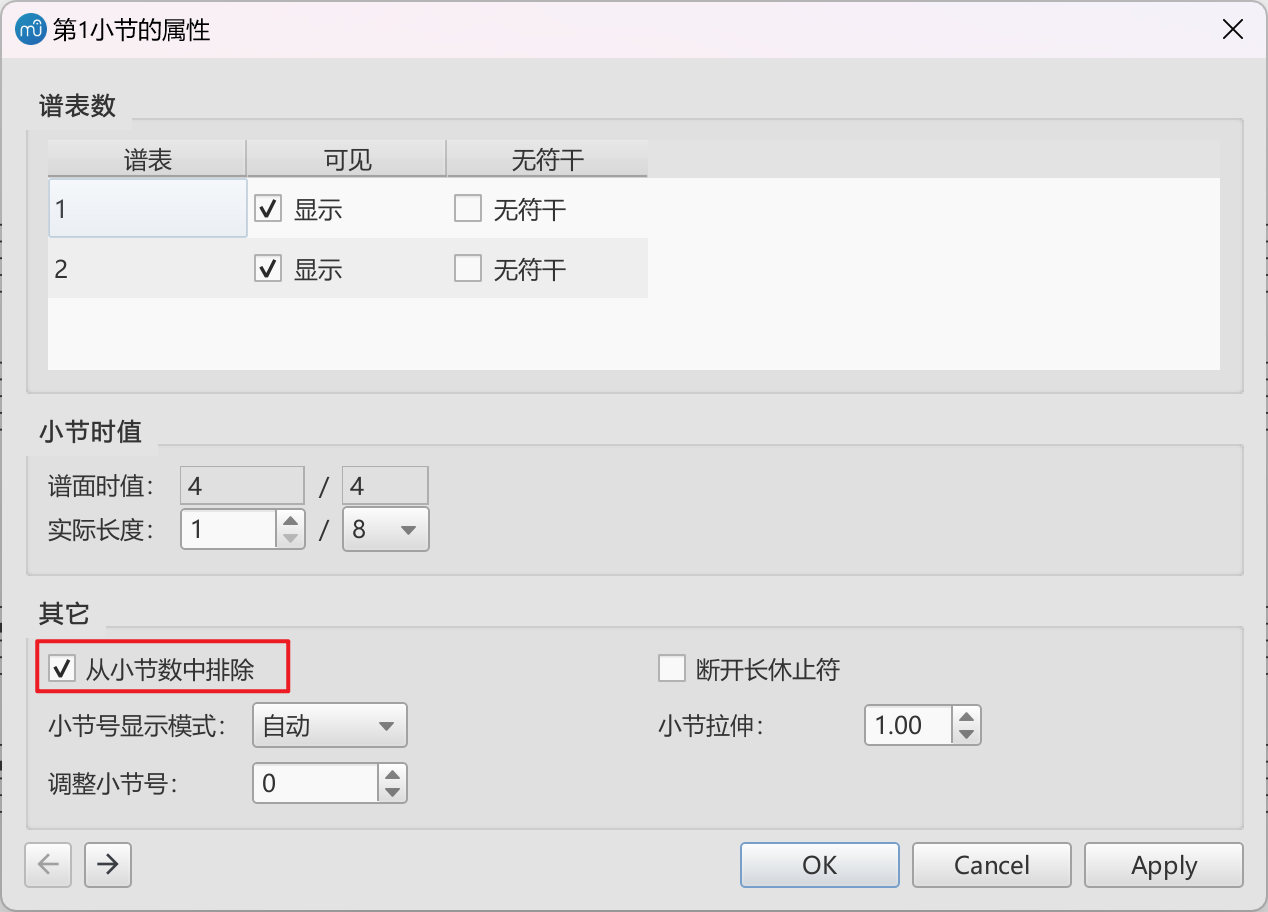 第1小节的属性
谱表数
谱表 可见 无符干
1 显示 无符干
2 显示 无符干
小节时值
谱面时值： 4 / 4
实际长度： 1 / 8
其它
从小节数中排除 断开长休止符
小节号显示模式： 自动 小节拉伸： 1.00
调整小节号： 0
OK Cancel Apply